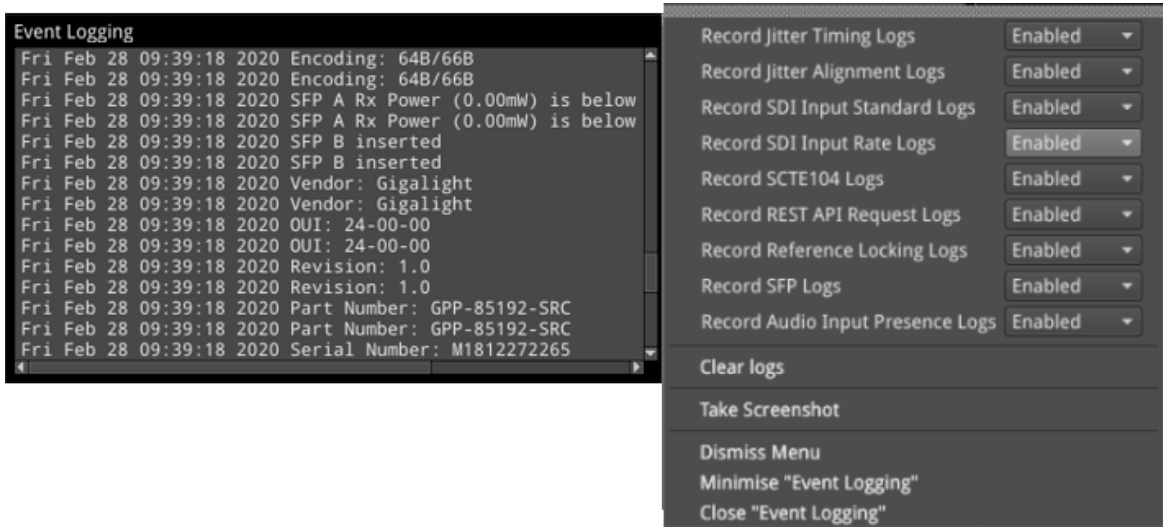 Event Logging
Fri Feb 28 09:39:18 2020 Encoding: 64B/66B
Fri Feb 28 09:39:18 2020 Encoding: 64B/66B
Fri Feb 28 09:39:18 2020 SFP A Rx Power (0.00mW) is below
Fri Feb 28 09:39:18 2020 SFP A Rx Power (0.00mW) is below
Fri Feb 28 09:39:18 2020 SFP B inserted
Fri Feb 28 09:39:18 2020 SFP B inserted
Fri Feb 28 09:39:18 2020 Vendor: Gigalight
Fri Feb 28 09:39:18 2020 Vendor: Gigalight
Fri Feb 28 09:39:18 2020 OUI: 24-00-00
Fri Feb 28 09:39:18 2020 OUI: 24-00-00
Fri Feb 28 09:39:18 2020 Revision: 1.0
Fri Feb 28 09:39:18 2020 Revision: 1.0
Fri Feb 28 09:39:18 2020 Part Number: GPP-85192-SRC
Fri Feb 28 09:39:18 2020 Part Number: GPP-85192-SRC
Fri Feb 28 09:39:18 2020 Serial Number: M1812272265
Record Jitter Timing Logs Enabled
Record Jitter Alignment Logs Enabled
Record SDI Input Standard Logs Enabled
Record SDI Input Rate Logs Enabled
Record SCTE104 Logs Enabled
Record REST API Request Logs Enabled
Record Reference Locking Logs Enabled
Record SFP Logs Enabled
Record Audio Input Presence Logs Enabled
Clear logs
Take Screenshot
Dismiss Menu
Minimise "Event Logging"
Close "Event Logging"